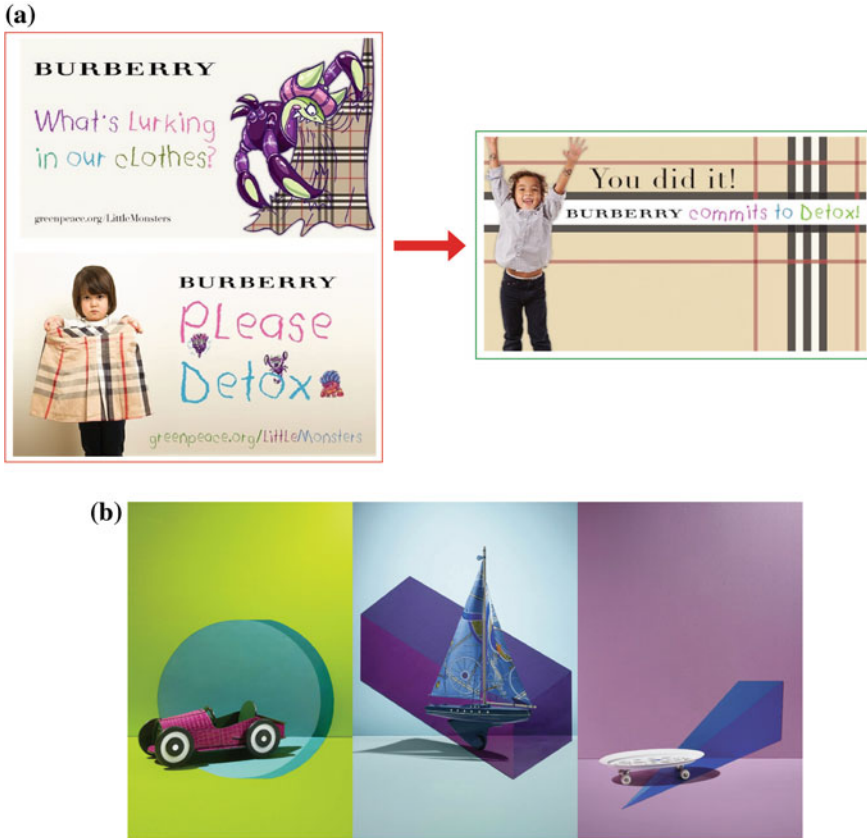 (a)
BURBERRY
What's Lurking
in our cLothes?
greenpeace.org/LittleMonsters
BURBERRY
PLease
Detox
greenpeace.org/LittLeMonsters
You did it!
BURBERRY commits to Detox!
(b)